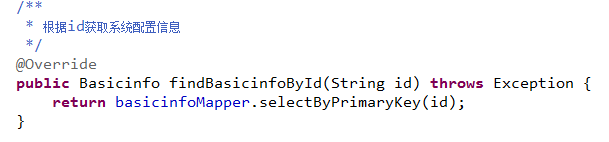 /**
 * 根据id获取系统配置信息
 */
@Override
public Basicinfo findBasicinfoById(String id) throws Exception {
    return basicinfoMapper.selectByPrimaryKey(id);
}